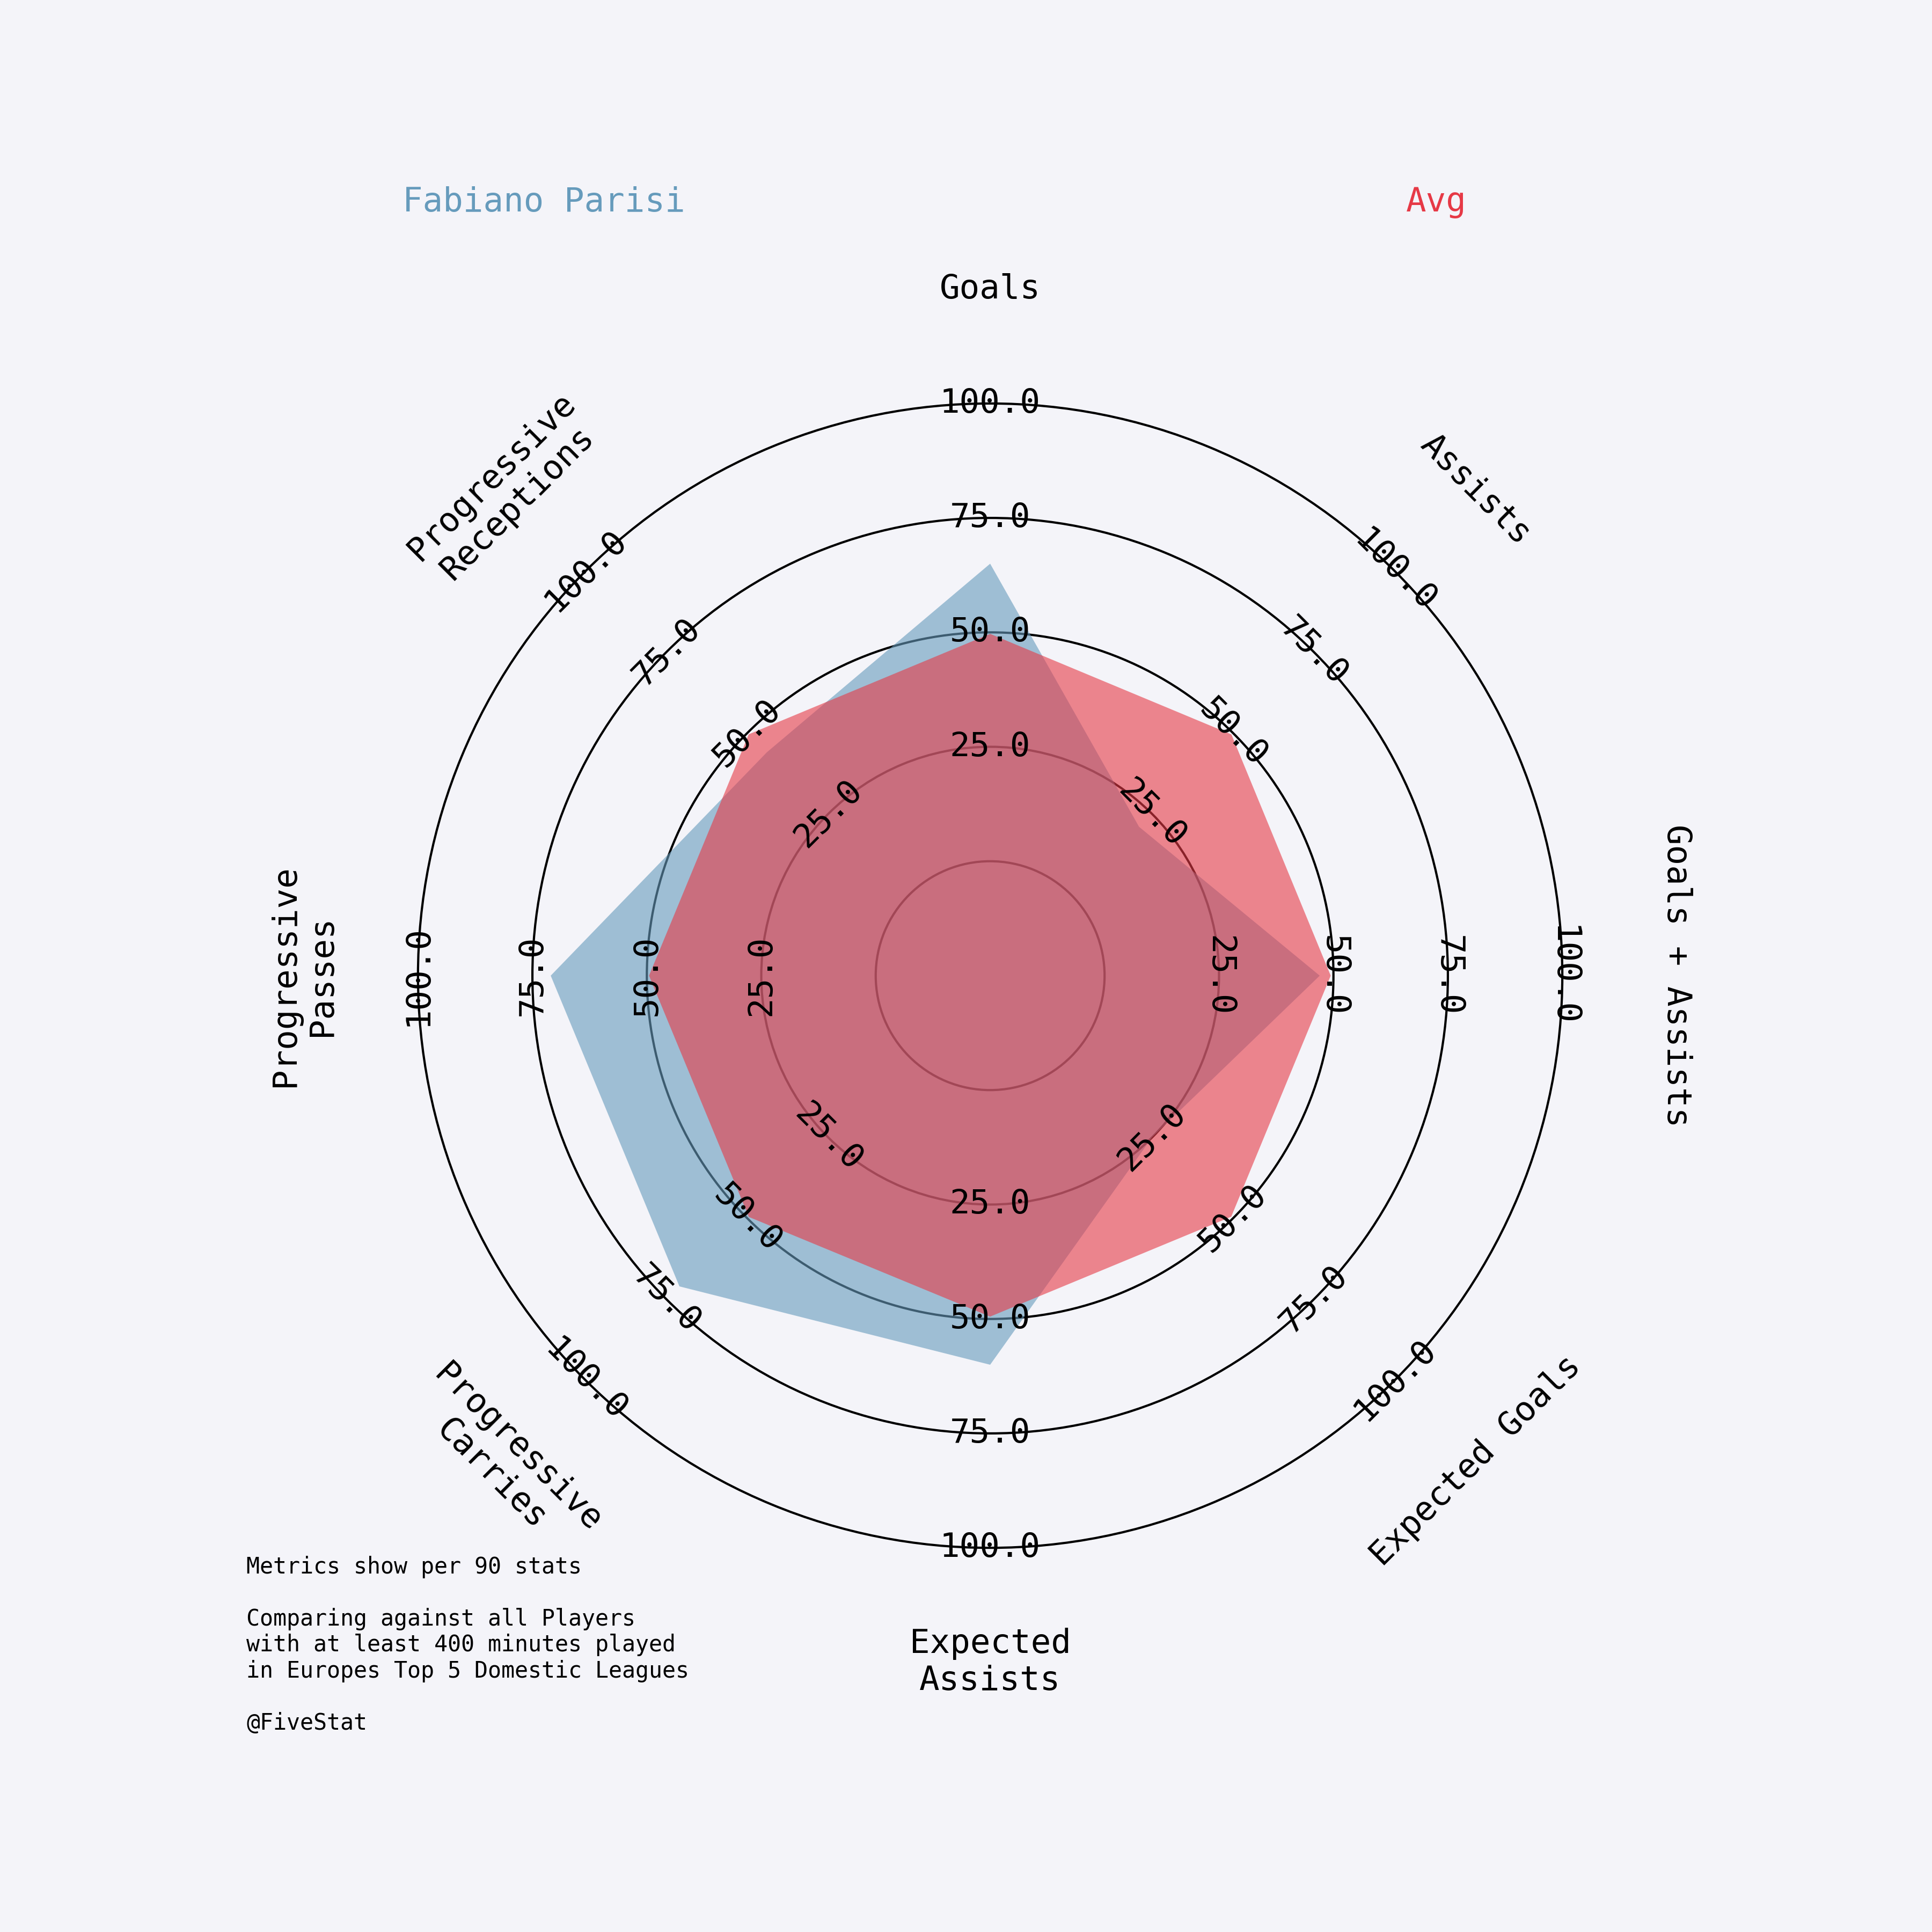 Fabiano Parisi
Avg
Goals
Assists
Goals + Assists
Expected Goals
Expected
Assists
Progressive
Carries
Progressive
Passes
Progressive
Receptions
25.0
50.0
75.0
100.0
25.0
50.0
75.0
100.0
25.0
50.0
75.0
100.0
25.0
50.0
75.0
100.0
25.0
50.0
75.0
100.0
25.0
50.0
75.0
100.0
25.0
50.0
75.0
100.0
25.0
50.0
75.0
100.0
Metrics show per 90 stats
Comparing against all Players
with at least 400 minutes played
in Europes Top 5 Domestic Leagues
@FiveStat